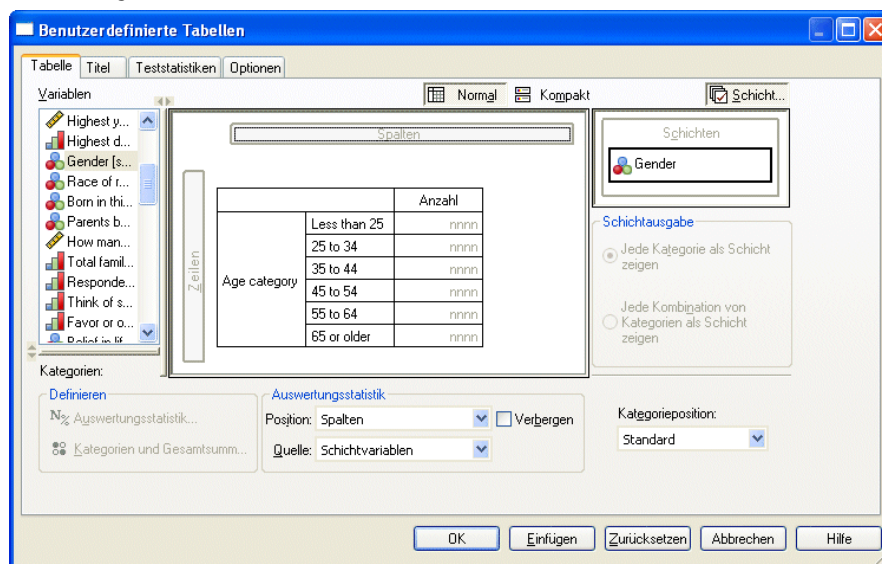 Benutzerdefinierte Tabellen
Tabelle Titel Teststatistiken Optionen
Variablen
Normal Kompakt Schicht...
Highest y...
Highest d...
Gender [s...
Race of r...
Born in thi...
Parents b...
How man...
Total famil...
Responde...
Think of s...
Favor or o...
Belief in lif...
Spalten
Zeilen
Anzahl
Age category
Less than 25 nnnn
25 to 34 nnnn
35 to 44 nnnn
45 to 54 nnnn
55 to 64 nnnn
65 or older nnnn
Schichten
Gender
Schichtausgabe
Jede Kategorie als Schicht
zeigen
Jede Kombination von
Kategorien als Schicht
zeigen
Kategorien:
Definieren
N% Auswertungsstatistik...
Kategorien und Gesamtsumm...
Auswertungsstatistik
Position: Spalten Verbergen
Quelle: Schichtvariablen
Kategorieposition:
Standard
OK Einfügen Zurücksetzen Abbrechen Hilfe